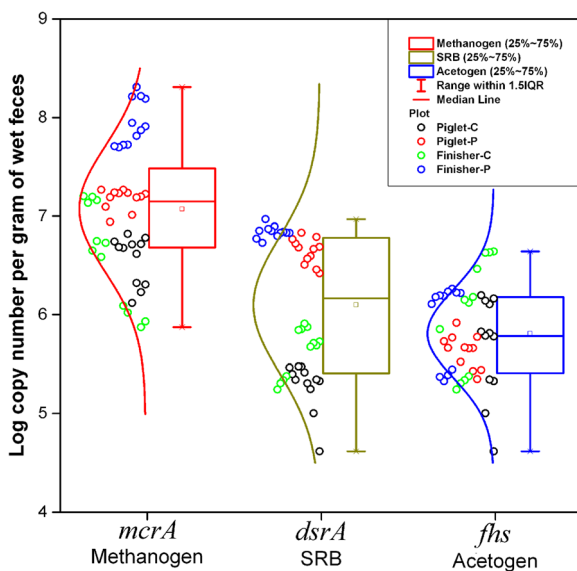 Log copy number per gram of wet feces
9
8
7
6
5
4
Methanogen (25%~75%)
SRB (25%~75%)
Acetogen (25%~75%)
Range within 1.5IQR
Median Line
Plot
Piglet-C
Piglet-P
Finisher-C
Finisher-P
mcrA dsrA fhs
Methanogen SRB Acetogen